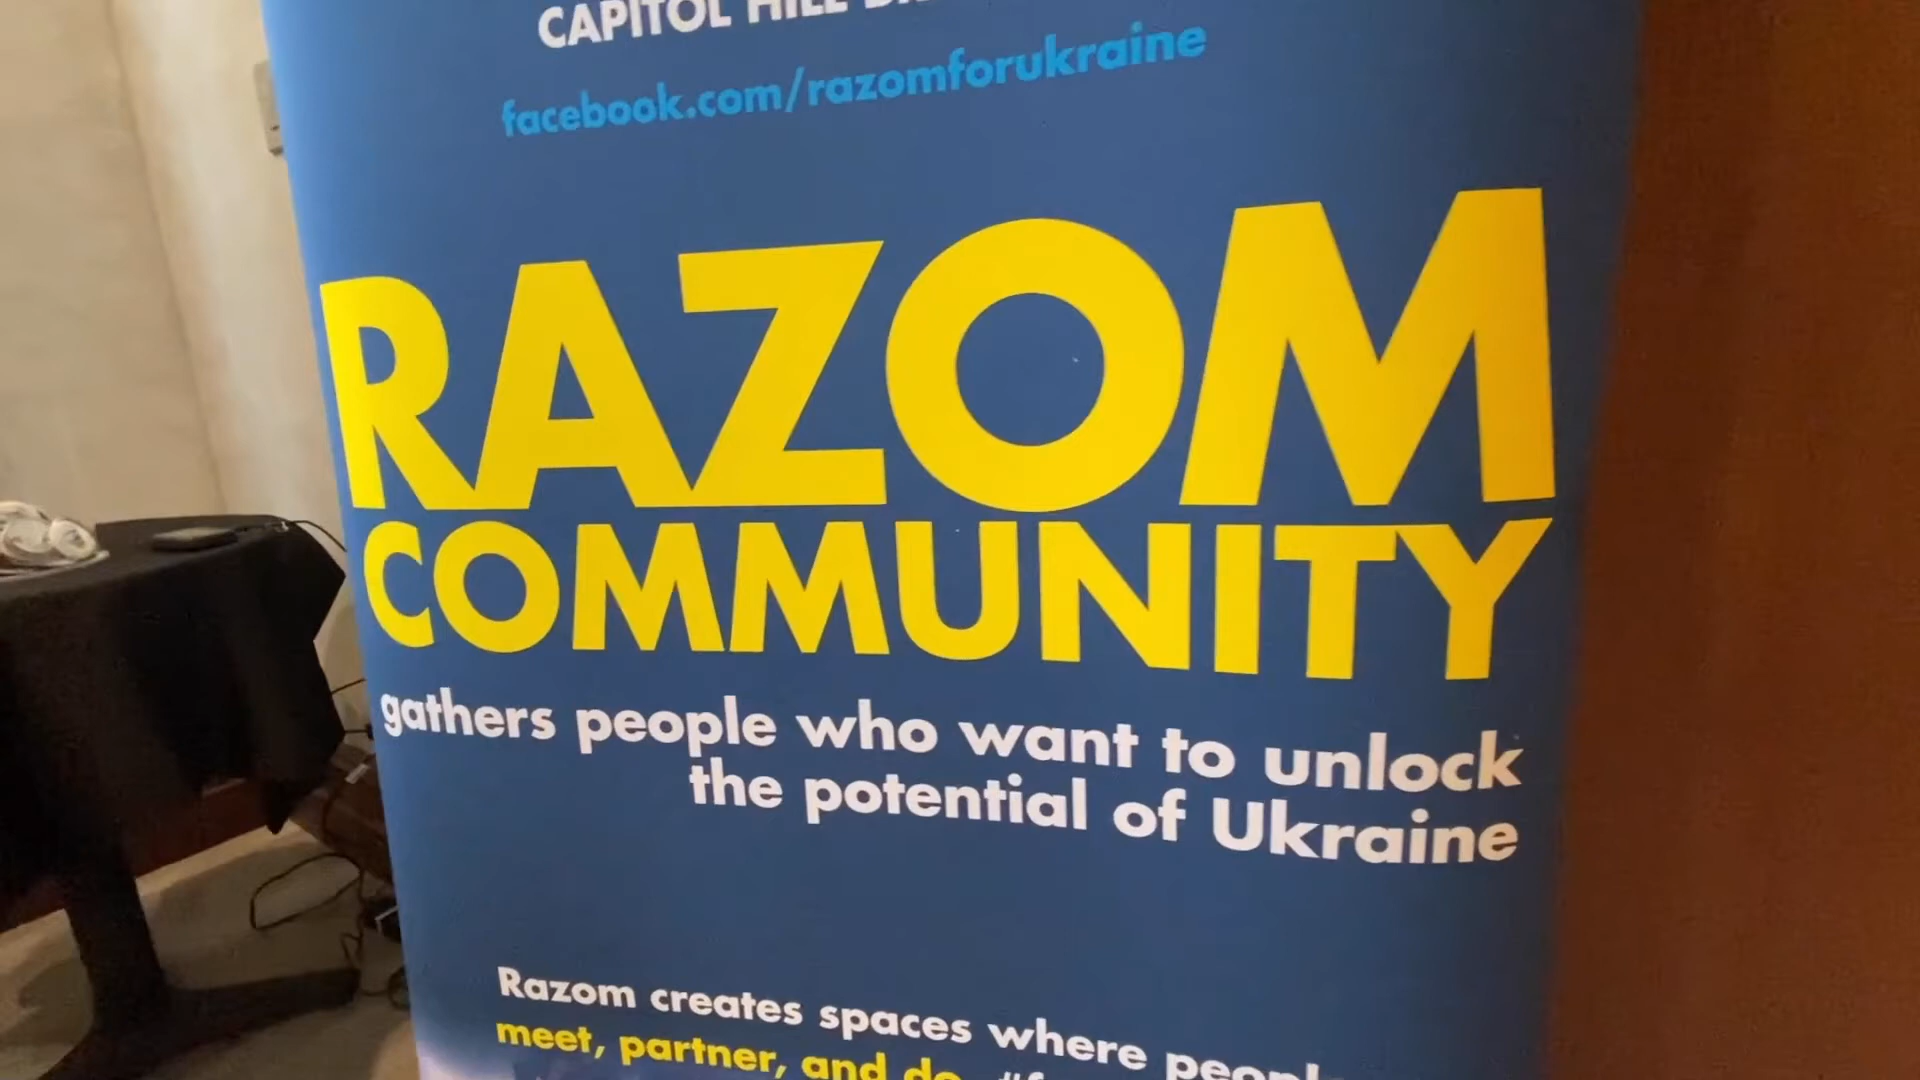 CAPITOL HILL
facebook.com/razomforukraine
RAZOM
COMMUNITY
gathers people who want to unlock
the potential of Ukraine
Razom creates spaces where people
meet, partner, and do